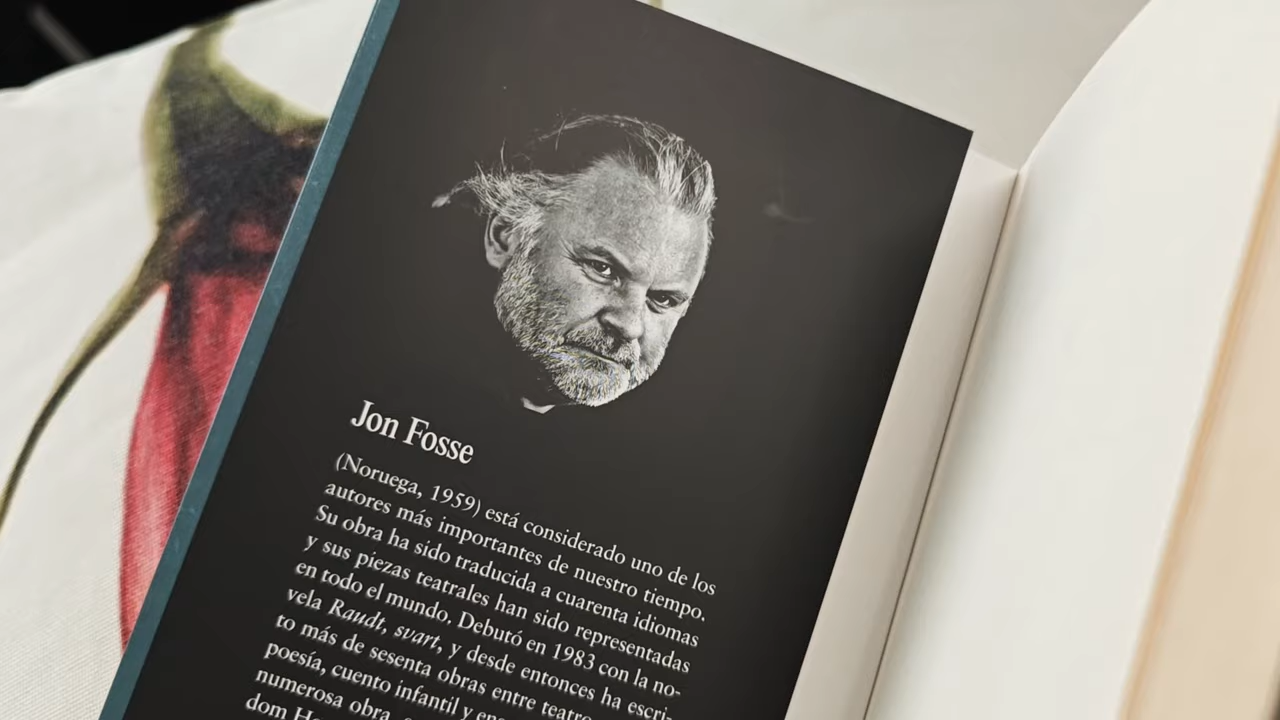 Jon Fosse
(Noruega, 1959) está considerado uno de los
autores más importantes de nuestro tiempo.
Su obra ha sido traducida a cuarenta idiomas
y sus piezas teatrales han sido representadas
en todo el mundo. Debutó en 1983 con la no-
vela Raudt, svart, y desde entonces ha escri-
to más de sesenta obras entre teatro,
poesía, cuento infantil y
numerosa obra
dom